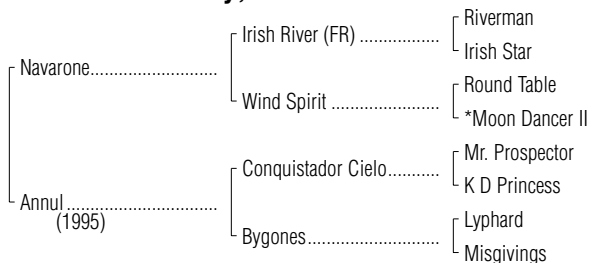 Riverman
Irish River (FR) ..................
Irish Star
Navarone............................
Round Table
Wind Spirit ........................
*Moon Dancer II
Mr. Prospector
Conquistador Cielo...........
K D Princess
Annul .................................
(1995)
Lyphard
Bygones.............................
Misgivings